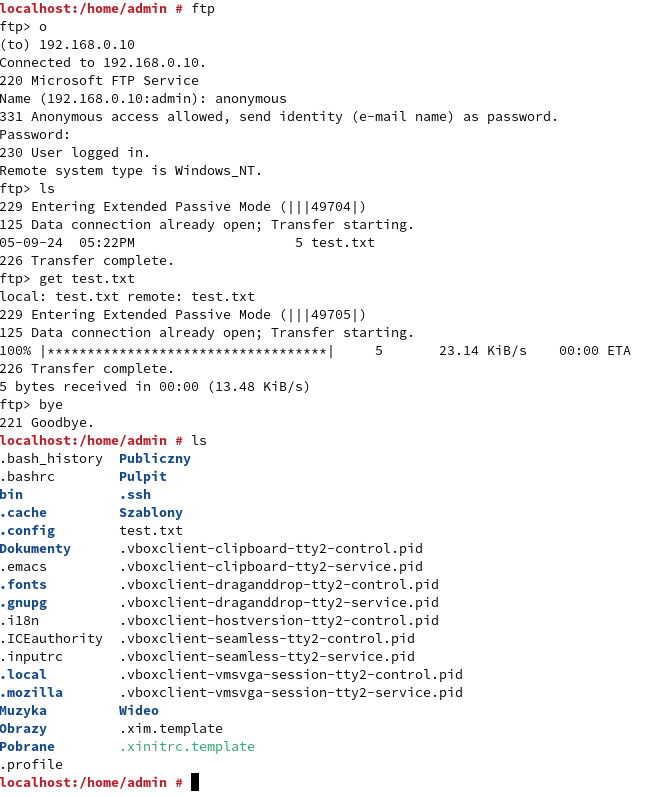 localhost:/home/admin # ftp
ftp> o
(to) 192.168.0.10
Connected to 192.168.0.10.
220 Microsoft FTP Service
Name (192.168.0.10:admin): anonymous
331 Anonymous access allowed, send identity (e-mail name) as password.
Password:
230 User logged in.
Remote system type is Windows_NT.
ftp> ls
229 Entering Extended Passive Mode (|||49704|)
125 Data connection already open; Transfer starting.
05-09-24  05:22PM                    5 test.txt
226 Transfer complete.
ftp> get test.txt
local: test.txt remote: test.txt
229 Entering Extended Passive Mode (|||49705|)
125 Data connection already open; Transfer starting.
100% |***********************************|     5       23.14 KiB/s    00:00 ETA
226 Transfer complete.
5 bytes received in 00:00 (13.48 KiB/s)
ftp> bye
221 Goodbye.
localhost:/home/admin # ls
.bash_history  Publiczny
.bashrc        Pulpit
bin            .ssh
.cache         Szablony
.config        test.txt
Dokumenty      .vboxclient-clipboard-tty2-control.pid
.emacs         .vboxclient-clipboard-tty2-service.pid
.fonts         .vboxclient-draganddrop-tty2-control.pid
.gnupg         .vboxclient-draganddrop-tty2-service.pid
.i18n          .vboxclient-hostversion-tty2-control.pid
.ICEauthority  .vboxclient-seamless-tty2-control.pid
.inputrc       .vboxclient-seamless-tty2-service.pid
.local         .vboxclient-vmsvga-session-tty2-control.pid
.mozilla       .vboxclient-vmsvga-session-tty2-service.pid
Muzyka         Wideo
Obrazy         .xim.template
Pobrane        .xinitrc.template
.profile
localhost:/home/admin #